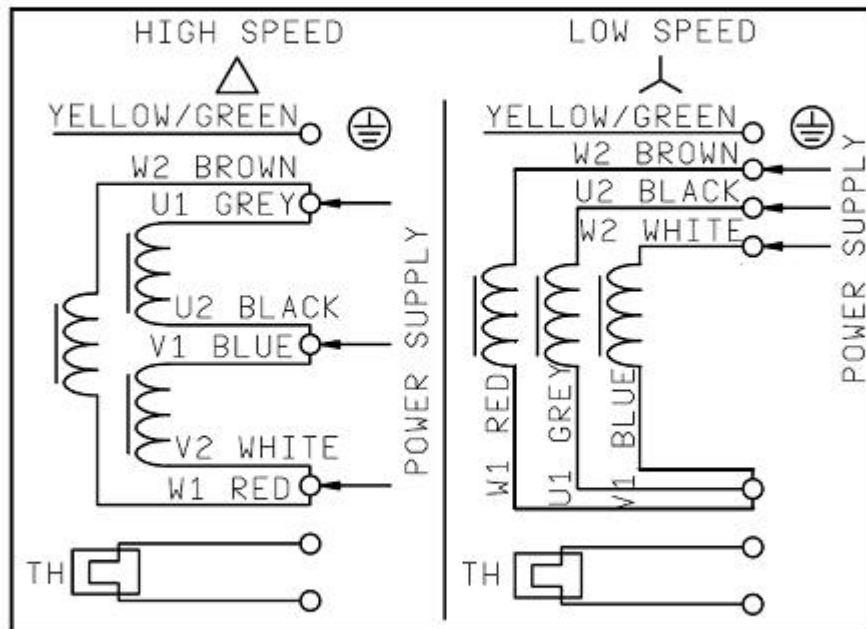 HIGH SPEED
YELLOW/GREEN
W2 BROWN
U1 GREY
U2 BLACK
V1 BLUE
V2 WHITE
W1 RED
POWER SUPPLY
TH
LOW SPEED
YELLOW/GREEN
W2 BROWN
U2 BLACK
W2 WHITE
W1 RED
U1 GREY
V1 BLUE
POWER SUPPLY
TH